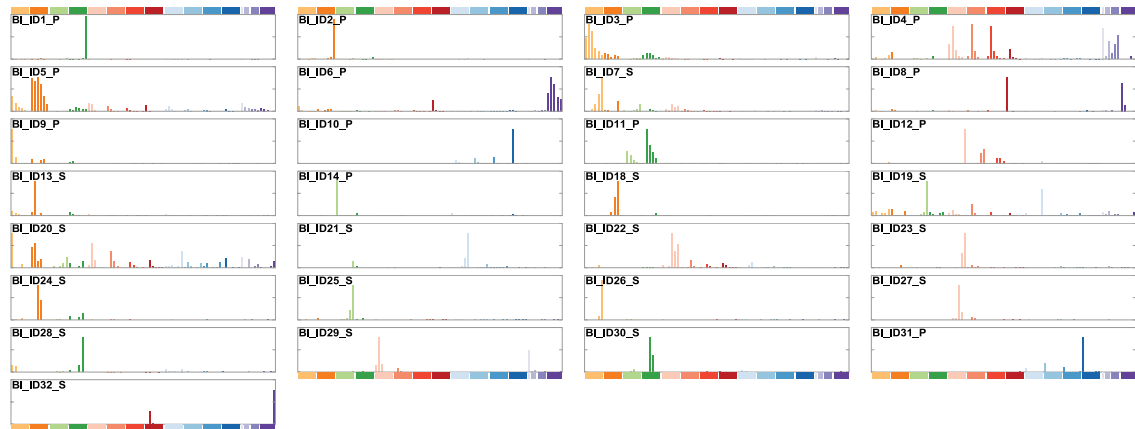 BI_ID1_P
BI_ID2_P
BI_ID3_P
BI_ID4_P
BI_ID5_P
BI_ID6_P
BI_ID7_S
BI_ID8_P
BI_ID9_P
BI_ID10_P
BI_ID11_P
BI_ID12_P
BI_ID13_S
BI_ID14_P
BI_ID18_S
BI_ID19_S
BI_ID20_S
BI_ID21_S
BI_ID22_S
BI_ID23_S
BI_ID24_S
BI_ID25_S
BI_ID26_S
BI_ID27_S
BI_ID28_S
BI_ID29_S
BI_ID30_S
BI_ID31_P
BI_ID32_S